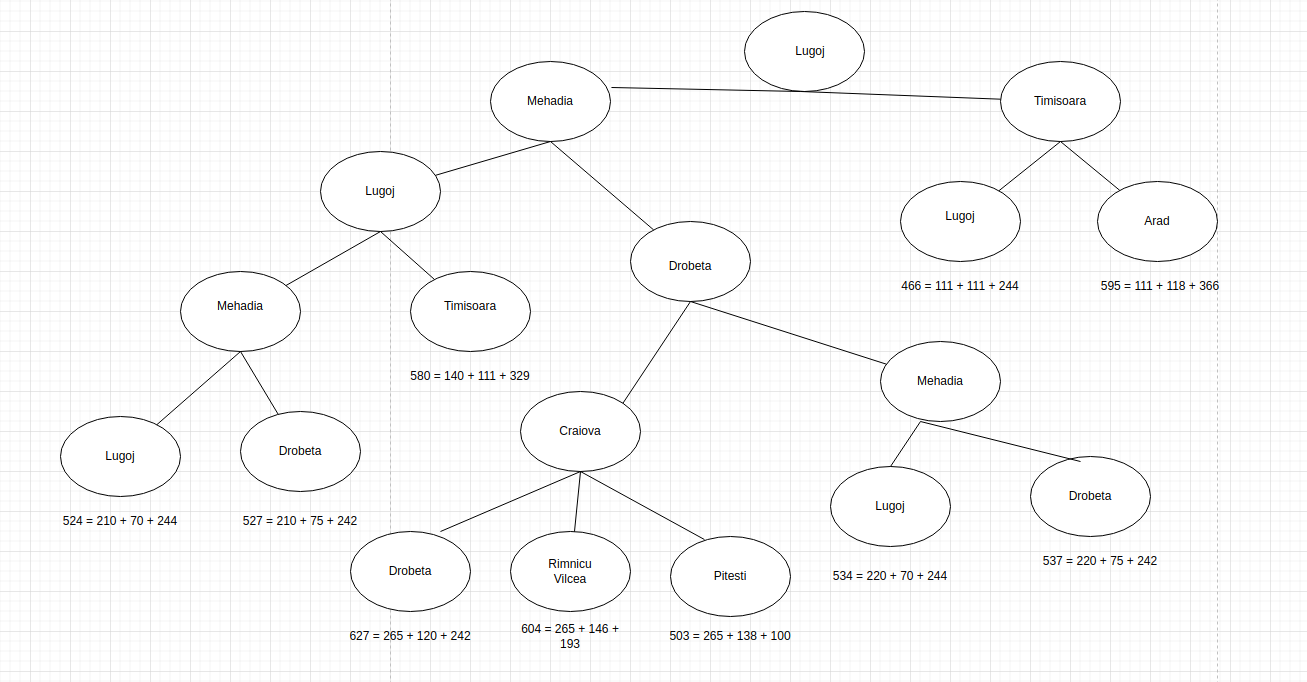 Lugoj
Mehadia
Timisoara
Lugoj
Lugoj
Arad
Drobeta
466 = 111 + 111 + 244
595 = 111 + 118 + 366
Mehadia
Timisoara
580 = 140 + 111 + 329
Mehadia
Craiova
Lugoj
Drobeta
Lugoj
Drobeta
524 = 210 + 70 + 244
527 = 210 + 75 + 242
537 = 220 + 75 + 242
Drobeta
Rimnicu
Vilcea
Pitesti
534 = 220 + 70 + 244
627 = 265 + 120 + 242
604 = 265 + 146 +
193
503 = 265 + 138 + 100